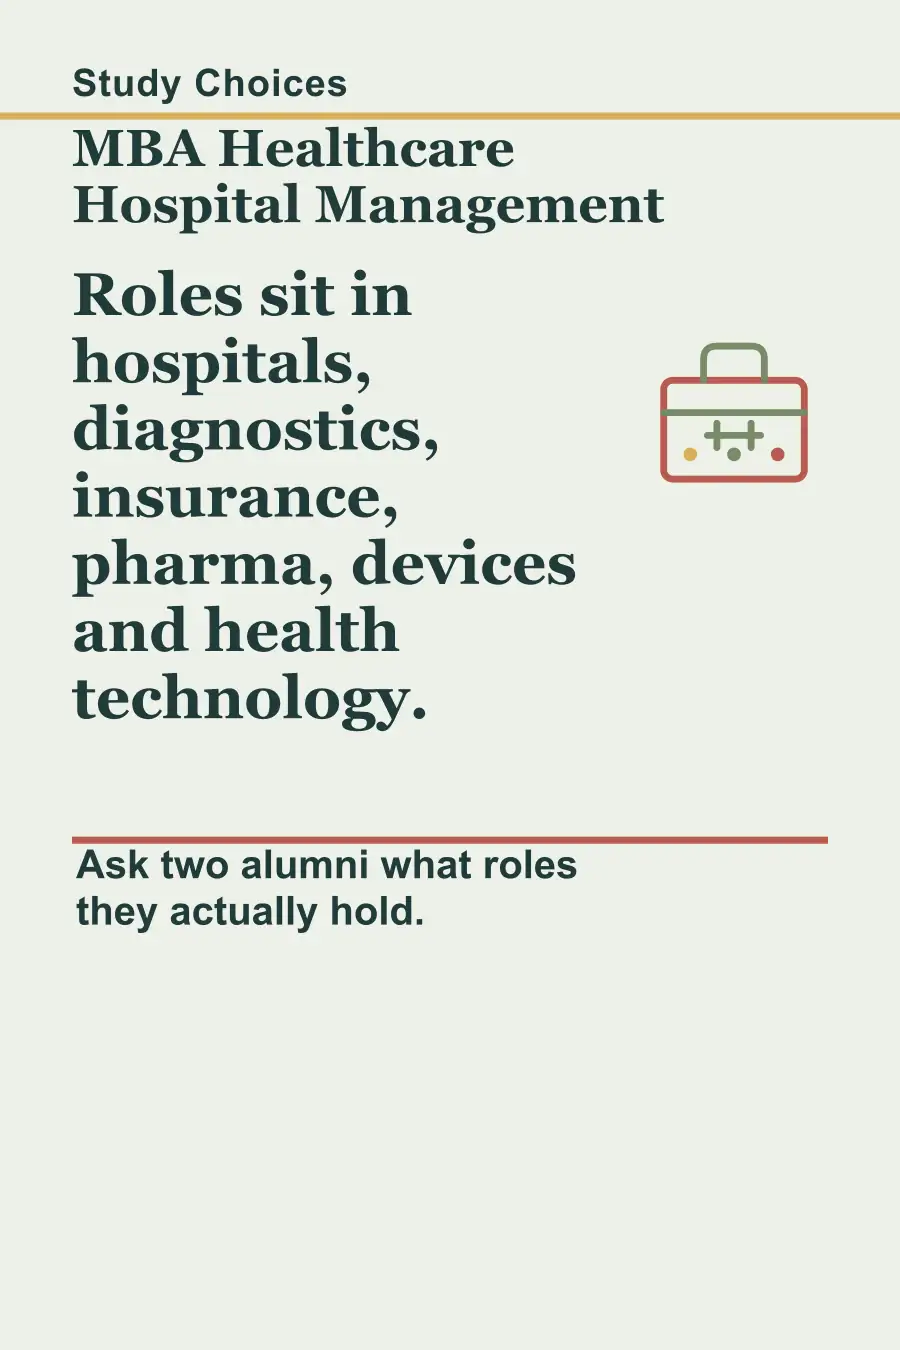 Study Choices
MBA Healthcare
Hospital Management
Roles sit in
hospitals,
diagnostics,
insurance,
pharma, devices
and health
technology.
Ask two alumni what roles
they actually hold.